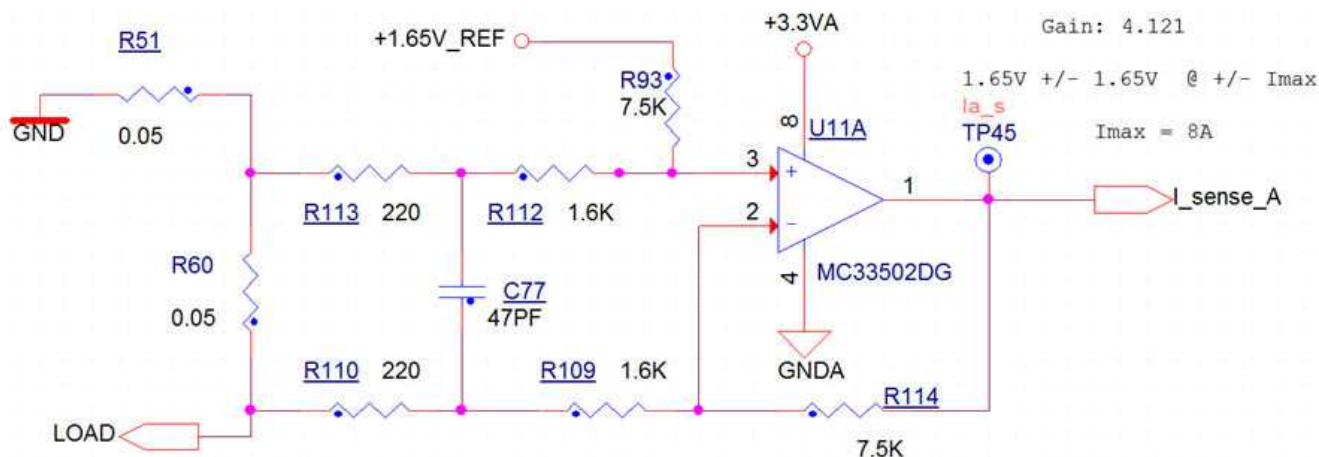 +3.3VA
Gain: 4.121
R51
+1.65V_REF
R93
7.5K
1.65V +/- 1.65V @ +/- Imax
Ia_s
GND
0.05
8
U11A
TP45
Imax = 8A
3
+
1
I_sense_A
R113 220
R112 1.6K
2
-
R60
4
MC33502DG
0.05
C77
47PF
R110 220
R109 1.6K
GNDA
R114
LOAD
7.5K